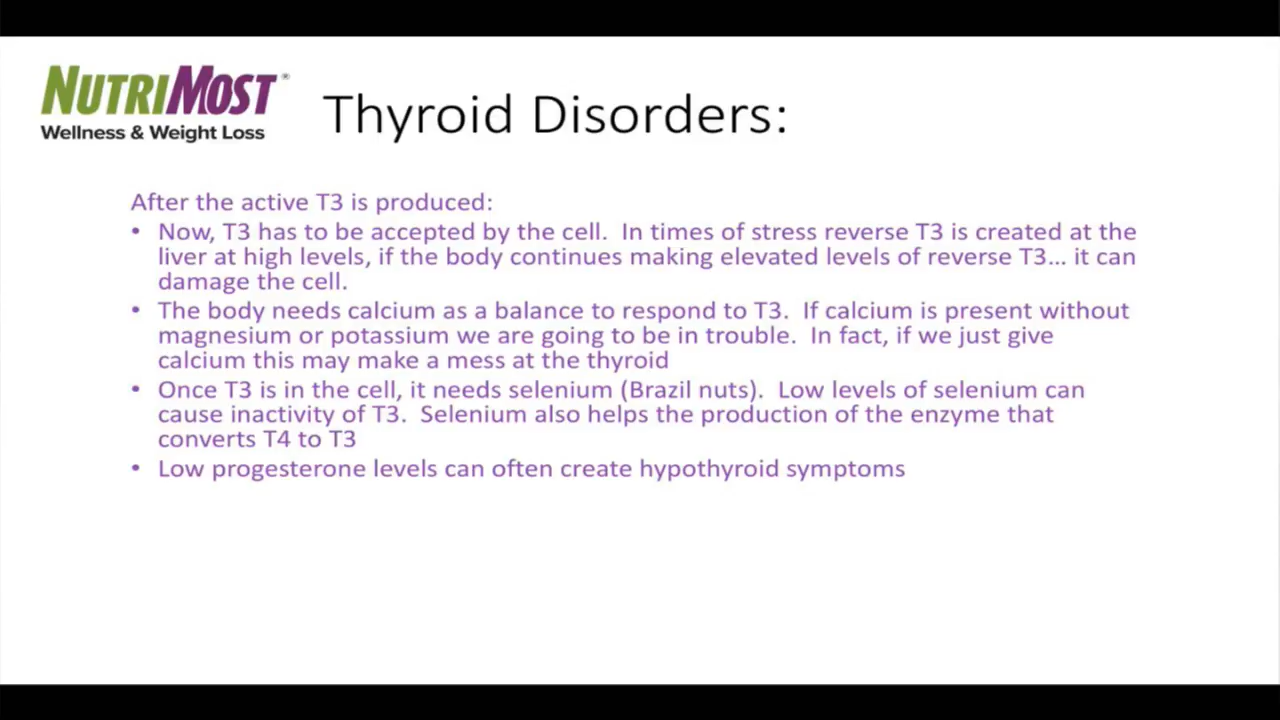 NUTRIMOST®
Wellness & Weight Loss
Thyroid Disorders:
After the active T3 is produced:
• Now, T3 has to be accepted by the cell.  In times of stress reverse T3 is created at the
liver at high levels, if the body continues making elevated levels of reverse T3... it can
damage the cell.
• The body needs calcium as a balance to respond to T3.  If calcium is present without
magnesium or potassium we are going to be in trouble.  In fact, if we just give
calcium this may make a mess at the thyroid
• Once T3 is in the cell, it needs selenium (Brazil nuts).  Low levels of selenium can
cause inactivity of T3.  Selenium also helps the production of the enzyme that
converts T4 to T3
• Low progesterone levels can often create hypothyroid symptoms